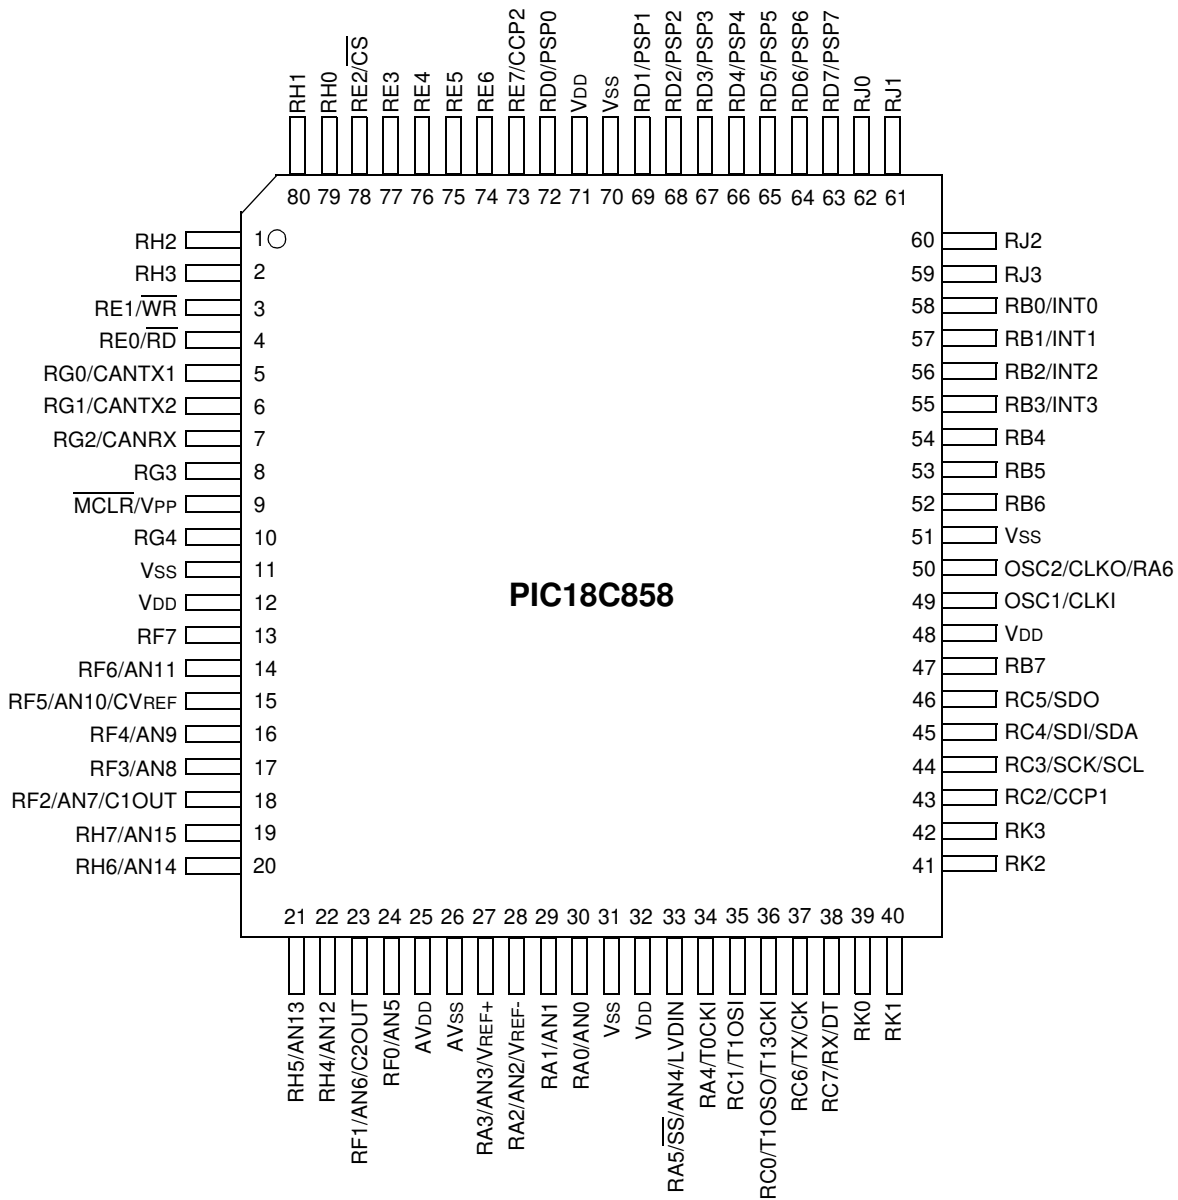 RH1
RH0
RE2/CS
RE3
RE4
RE5
RE6
RE7/CCP2
RD0/PSP0
VDD
VSS
RD1/PSP1
RD2/PSP2
RD3/PSP3
RD4/PSP4
RD5/PSP5
RD6/PSP6
RD7/PSP7
RJ0
RJ1
80 79 78 77 76 75 74 73 72 71 70 69 68 67 66 65 64 63 62 61
RH2 1 60 RJ2
RH3 2 59 RJ3
RE1/WR 3 58 RB0/INT0
RE0/RD 4 57 RB1/INT1
RG0/CANTX1 5 56 RB2/INT2
RG1/CANTX2 6 55 RB3/INT3
RG2/CANRX 7 54 RB4
RG3 8 53 RB5
MCLR/VPP 9 52 RB6
RG4 10 51 VSS
VSS 11 50 OSC2/CLKO/RA6
PIC18C858
VDD 12 49 OSC1/CLKI
RF7 13 48 VDD
RF6/AN11 14 47 RB7
RF5/AN10/CVREF 15 46 RC5/SDO
RF4/AN9 16 45 RC4/SDI/SDA
RF3/AN8 17 44 RC3/SCK/SCL
RF2/AN7/C1OUT 18 43 RC2/CCP1
RH7/AN15 19 42 RK3
RH6/AN14 20 41 RK2
21 22 23 24 25 26 27 28 29 30 31 32 33 34 35 36 37 38 39 40
RH5/AN13
RH4/AN12
RF1/AN6/C2OUT
RF0/AN5
AVDD
AVSS
RA3/AN3/VREF+
RA2/AN2/VREF-
RA1/AN1
RA0/AN0
VSS
VDD
RA5/SS/AN4/LVDIN
RA4/T0CKI
RC1/T1OSI
RC0/T1OSO/T13CKI
RC6/TX/CK
RC7/RX/DT
RK0
RK1